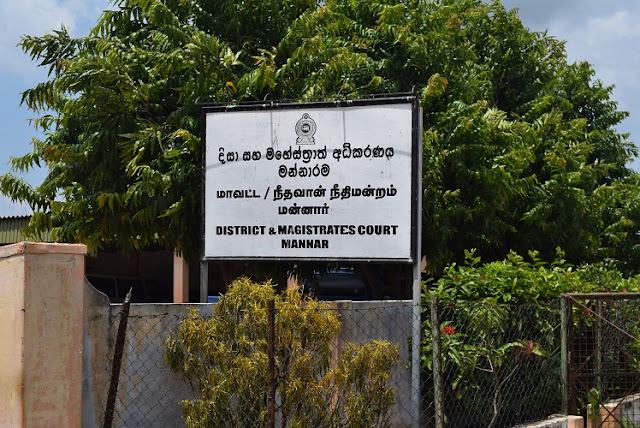 දිසා සහ මහේස්ත්‍රාත් අධිකරණය
මන්නාරම
மாவட்ட / நீதவான் நீதிமன்றம்
மன்னார்
DISTRICT & MAGISTRATES COURT
MANNAR